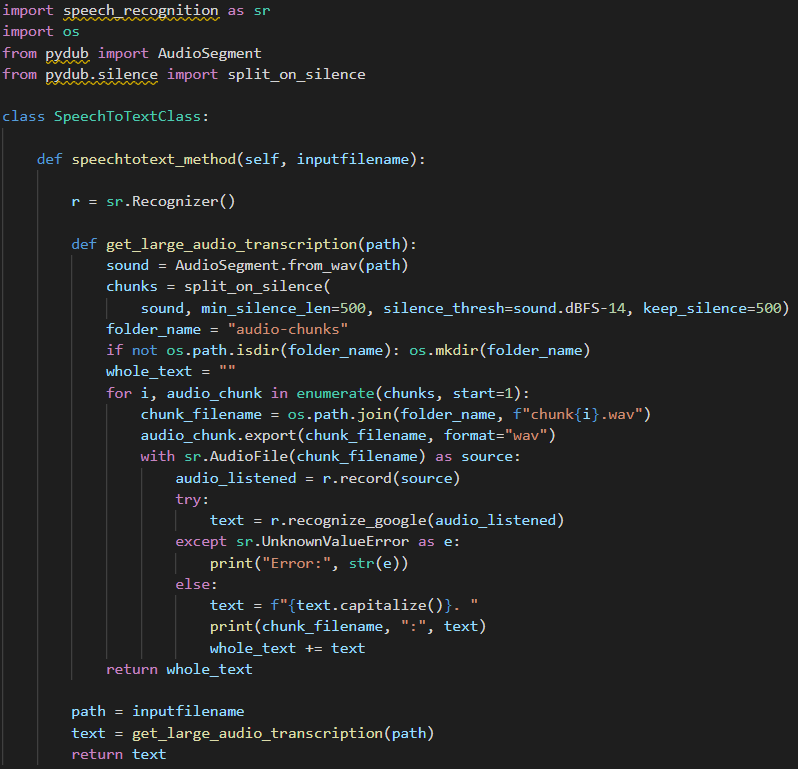 import speech_recognition as sr
import os
from pydub import AudioSegment
from pydub.silence import split_on_silence

class SpeechToTextClass:

    def speechtotext_method(self, inputfilename):

        r = sr.Recognizer()

        def get_large_audio_transcription(path):
            sound = AudioSegment.from_wav(path)
            chunks = split_on_silence(
                sound, min_silence_len=500, silence_thresh=sound.dBFS-14, keep_silence=500)
            folder_name = "audio-chunks"
            if not os.path.isdir(folder_name): os.mkdir(folder_name)
            whole_text = ""
            for i, audio_chunk in enumerate(chunks, start=1):
                chunk_filename = os.path.join(folder_name, f"chunk{i}.wav")
                audio_chunk.export(chunk_filename, format="wav")
                with sr.AudioFile(chunk_filename) as source:
                    audio_listened = r.record(source)
                    try:
                        text = r.recognize_google(audio_listened)
                    except sr.UnknownValueError as e:
                        print("Error:", str(e))
                    else:
                        text = f"{text.capitalize()}. "
                        print(chunk_filename, ":", text)
                        whole_text += text
            return whole_text

        path = inputfilename
        text = get_large_audio_transcription(path)
        return text